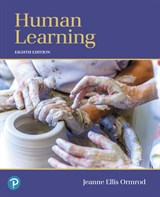 Human
Learning
EIGHTH EDITION
Jeanne Ellis Ormrod
P